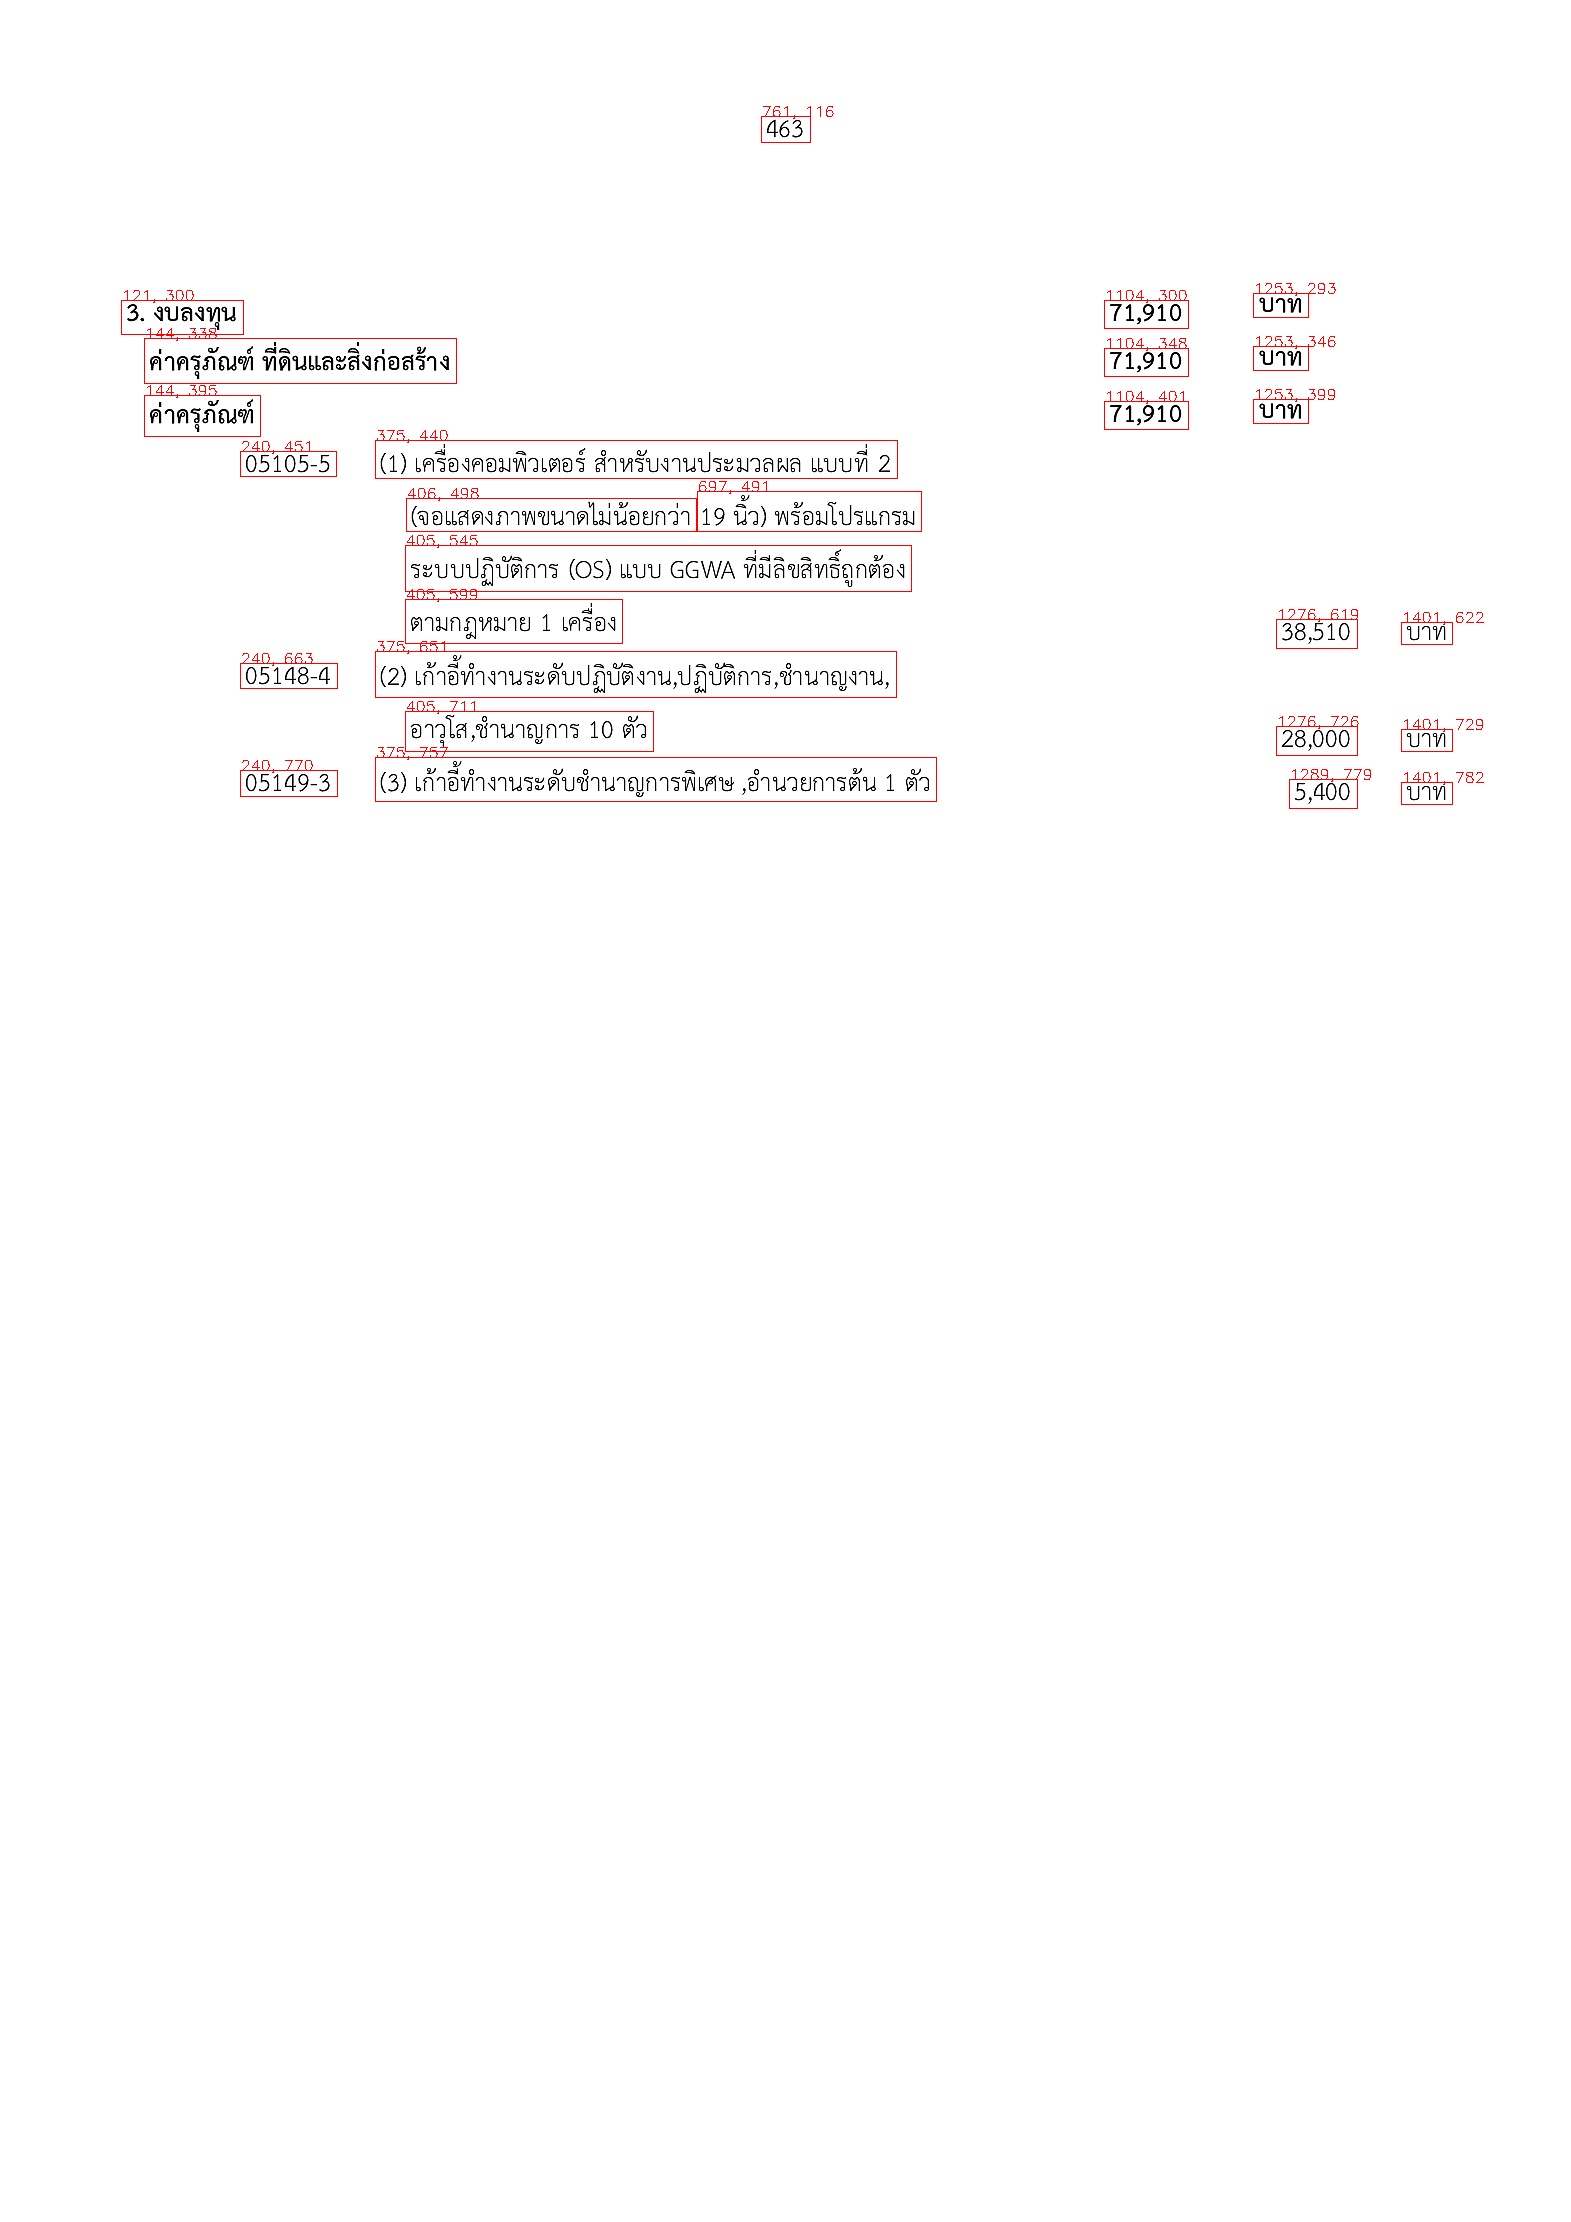 761, 116
463
121, 300
3. งบลงทุน
1104, 300
71,910
1253, 293
บาท
144, 338
ค่าครุภัณฑ์ ที่ดินและสิ่งก่อสร้าง
1104, 348
71,910
1253, 346
บาท
144, 395
ค่าครุภัณฑ์
1104, 401
71,910
1253, 399
บาท
240, 451
05105-5
375, 440
(1) เครื่องคอมพิวเตอร์ สำหรับงานประมวลผล แบบที่ 2
406, 498
(จอแสดงภาพขนาดไม่น้อยกว่า
697, 491
19 นิ้ว) พร้อมโปรแกรม
405, 545
ระบบปฏิบัติการ (OS) แบบ GGWA ที่มีลิขสิทธิ์ถูกต้อง
405, 599
ตามกฎหมาย 1 เครื่อง
1276, 619
38,510
1401, 622
บาท
240, 663
05148-4
375, 651
(2) เก้าอี้ทำงานระดับปฏิบัติงาน,ปฏิบัติการ,ชำนาญงาน,
405, 711
อาวุโส,ชำนาญการ 10 ตัว
1276, 726
28,000
1401, 729
บาท
240, 770
05149-3
375, 757
(3) เก้าอี้ทำงานระดับชำนาญการพิเศษ ,อำนวยการต้น 1 ตัว
1289, 779
5,400
1401, 782
บาท